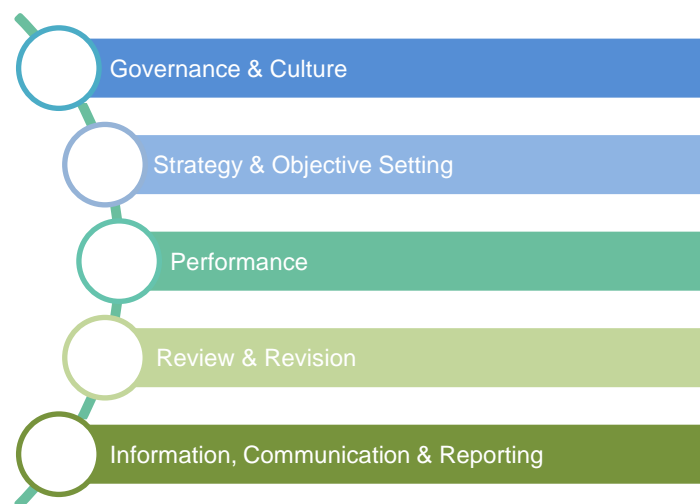 Governance & Culture
Strategy & Objective Setting
Performance
Review & Revision
Information, Communication & Reporting